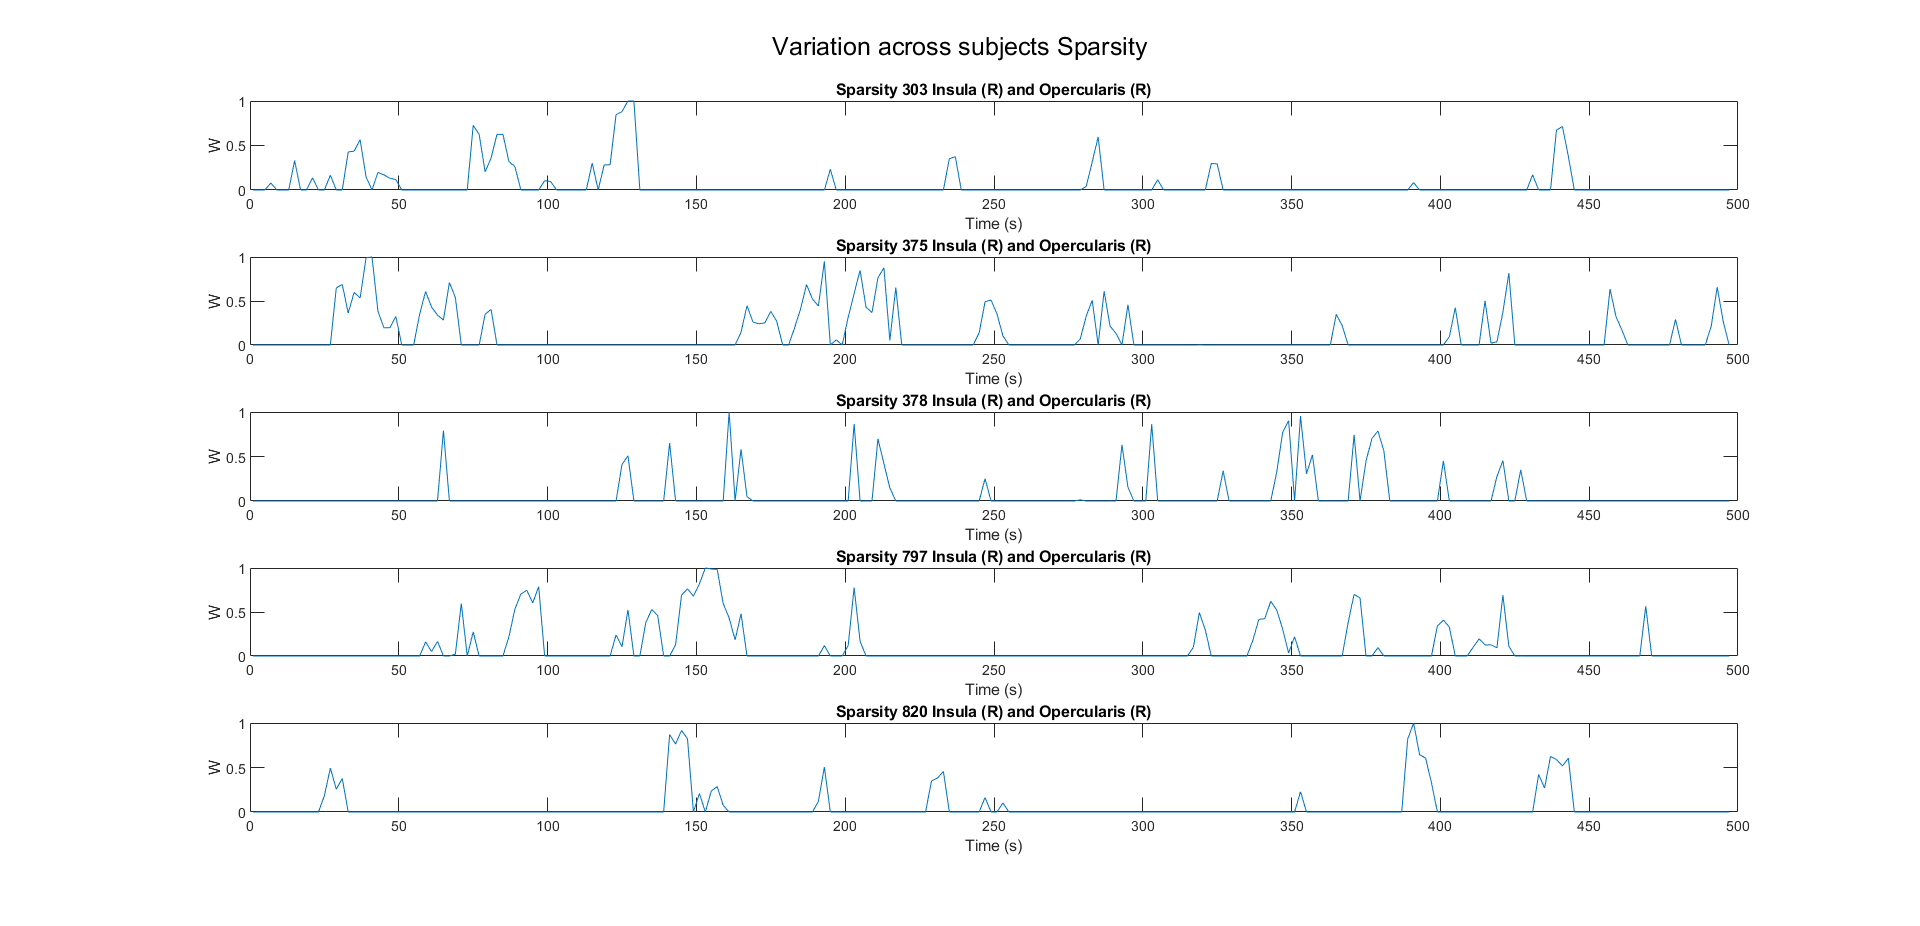 Variation across subjects Sparsity
Sparsity 303 Insula (R) and Opercularis (R)
1
0.5
0
W
0 50 100 150 200 250 300 350 400 450 500
Time (s)
Sparsity 375 Insula (R) and Opercularis (R)
1
0.5
0
W
0 50 100 150 200 250 300 350 400 450 500
Time (s)
Sparsity 378 Insula (R) and Opercularis (R)
1
0.5
0
W
0 50 100 150 200 250 300 350 400 450 500
Time (s)
Sparsity 797 Insula (R) and Opercularis (R)
1
0.5
0
W
0 50 100 150 200 250 300 350 400 450 500
Time (s)
Sparsity 820 Insula (R) and Opercularis (R)
1
0.5
0
W
0 50 100 150 200 250 300 350 400 450 500
Time (s)